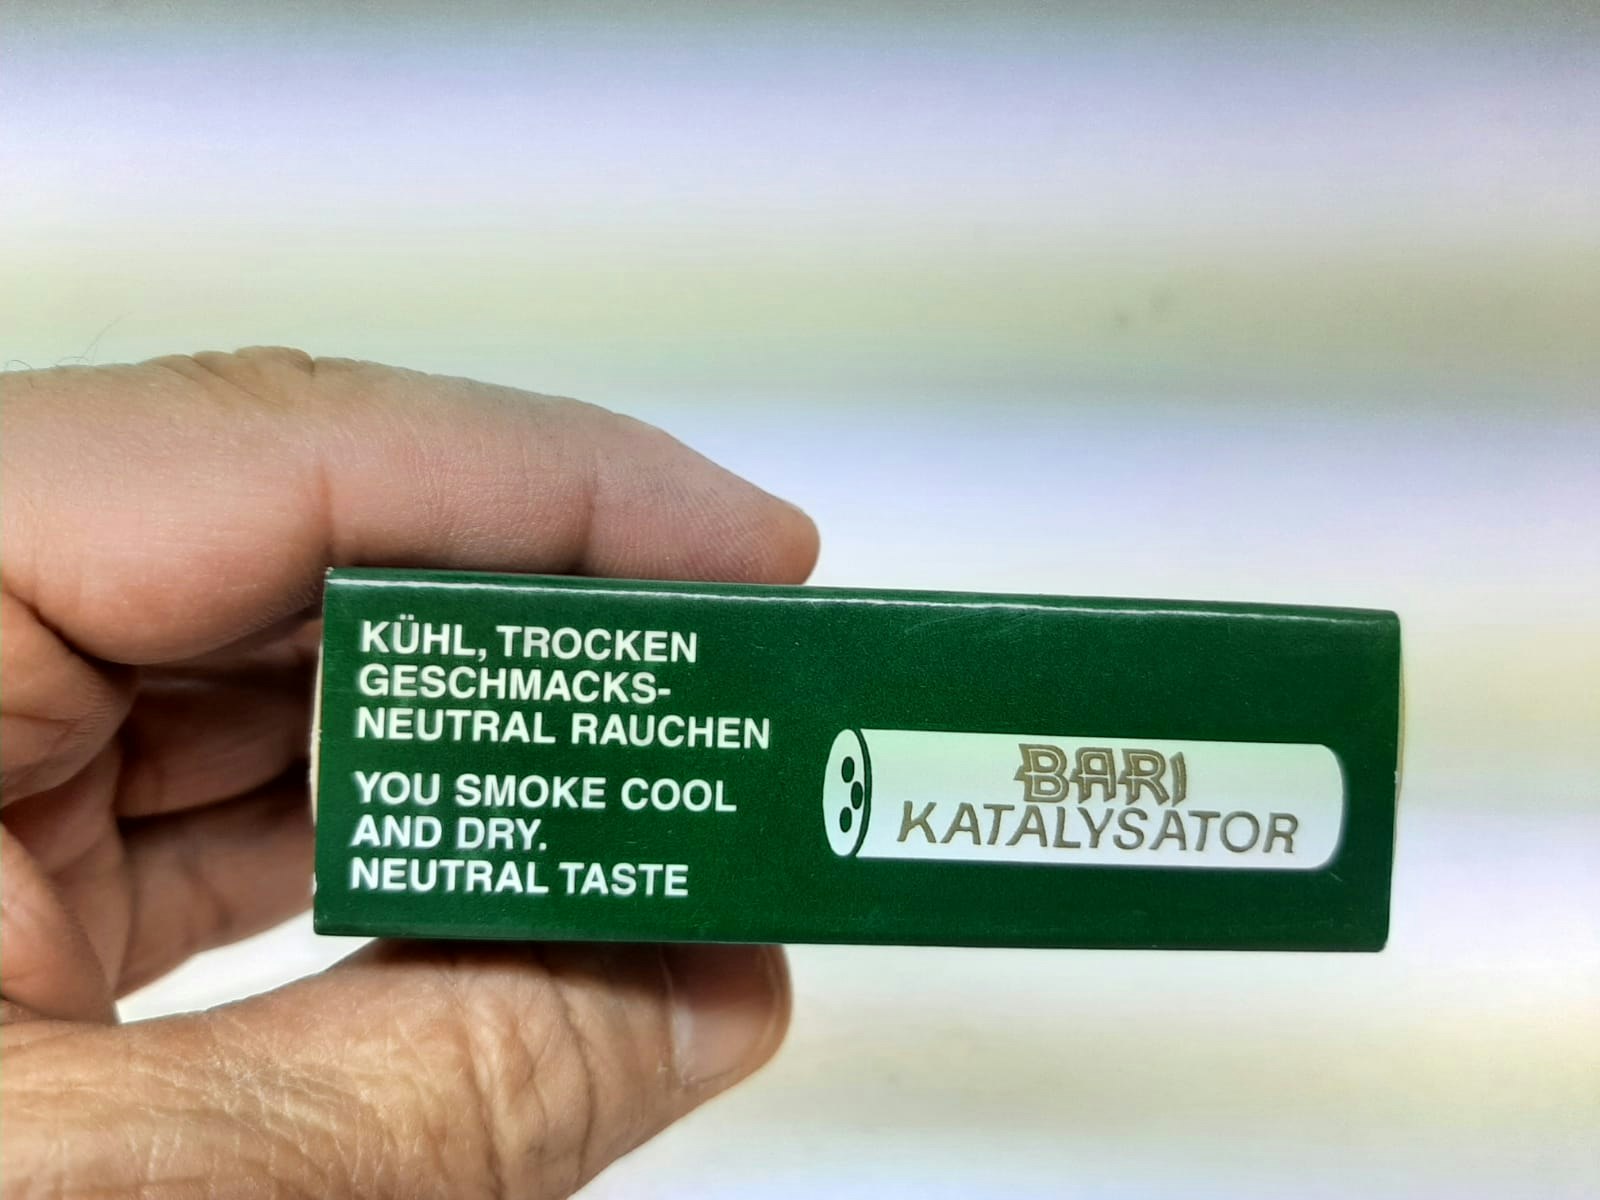 KÜHL, TROCKEN
GESCHMACKS-
NEUTRAL RAUCHEN
YOU SMOKE COOL
AND DRY.
NEUTRAL TASTE
BARI
KATALYSATOR